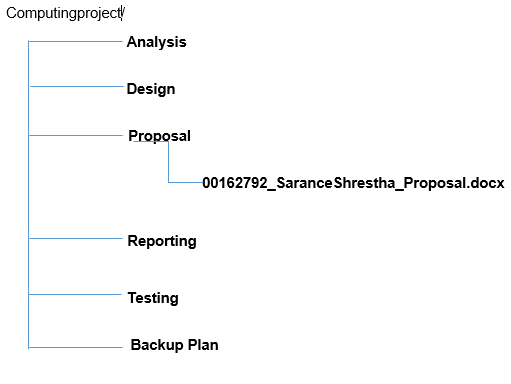 Computingproject/
Analysis
Design
Proposal
00162792_SaranceShrestha_Proposal.docx
Reporting
Testing
Backup Plan